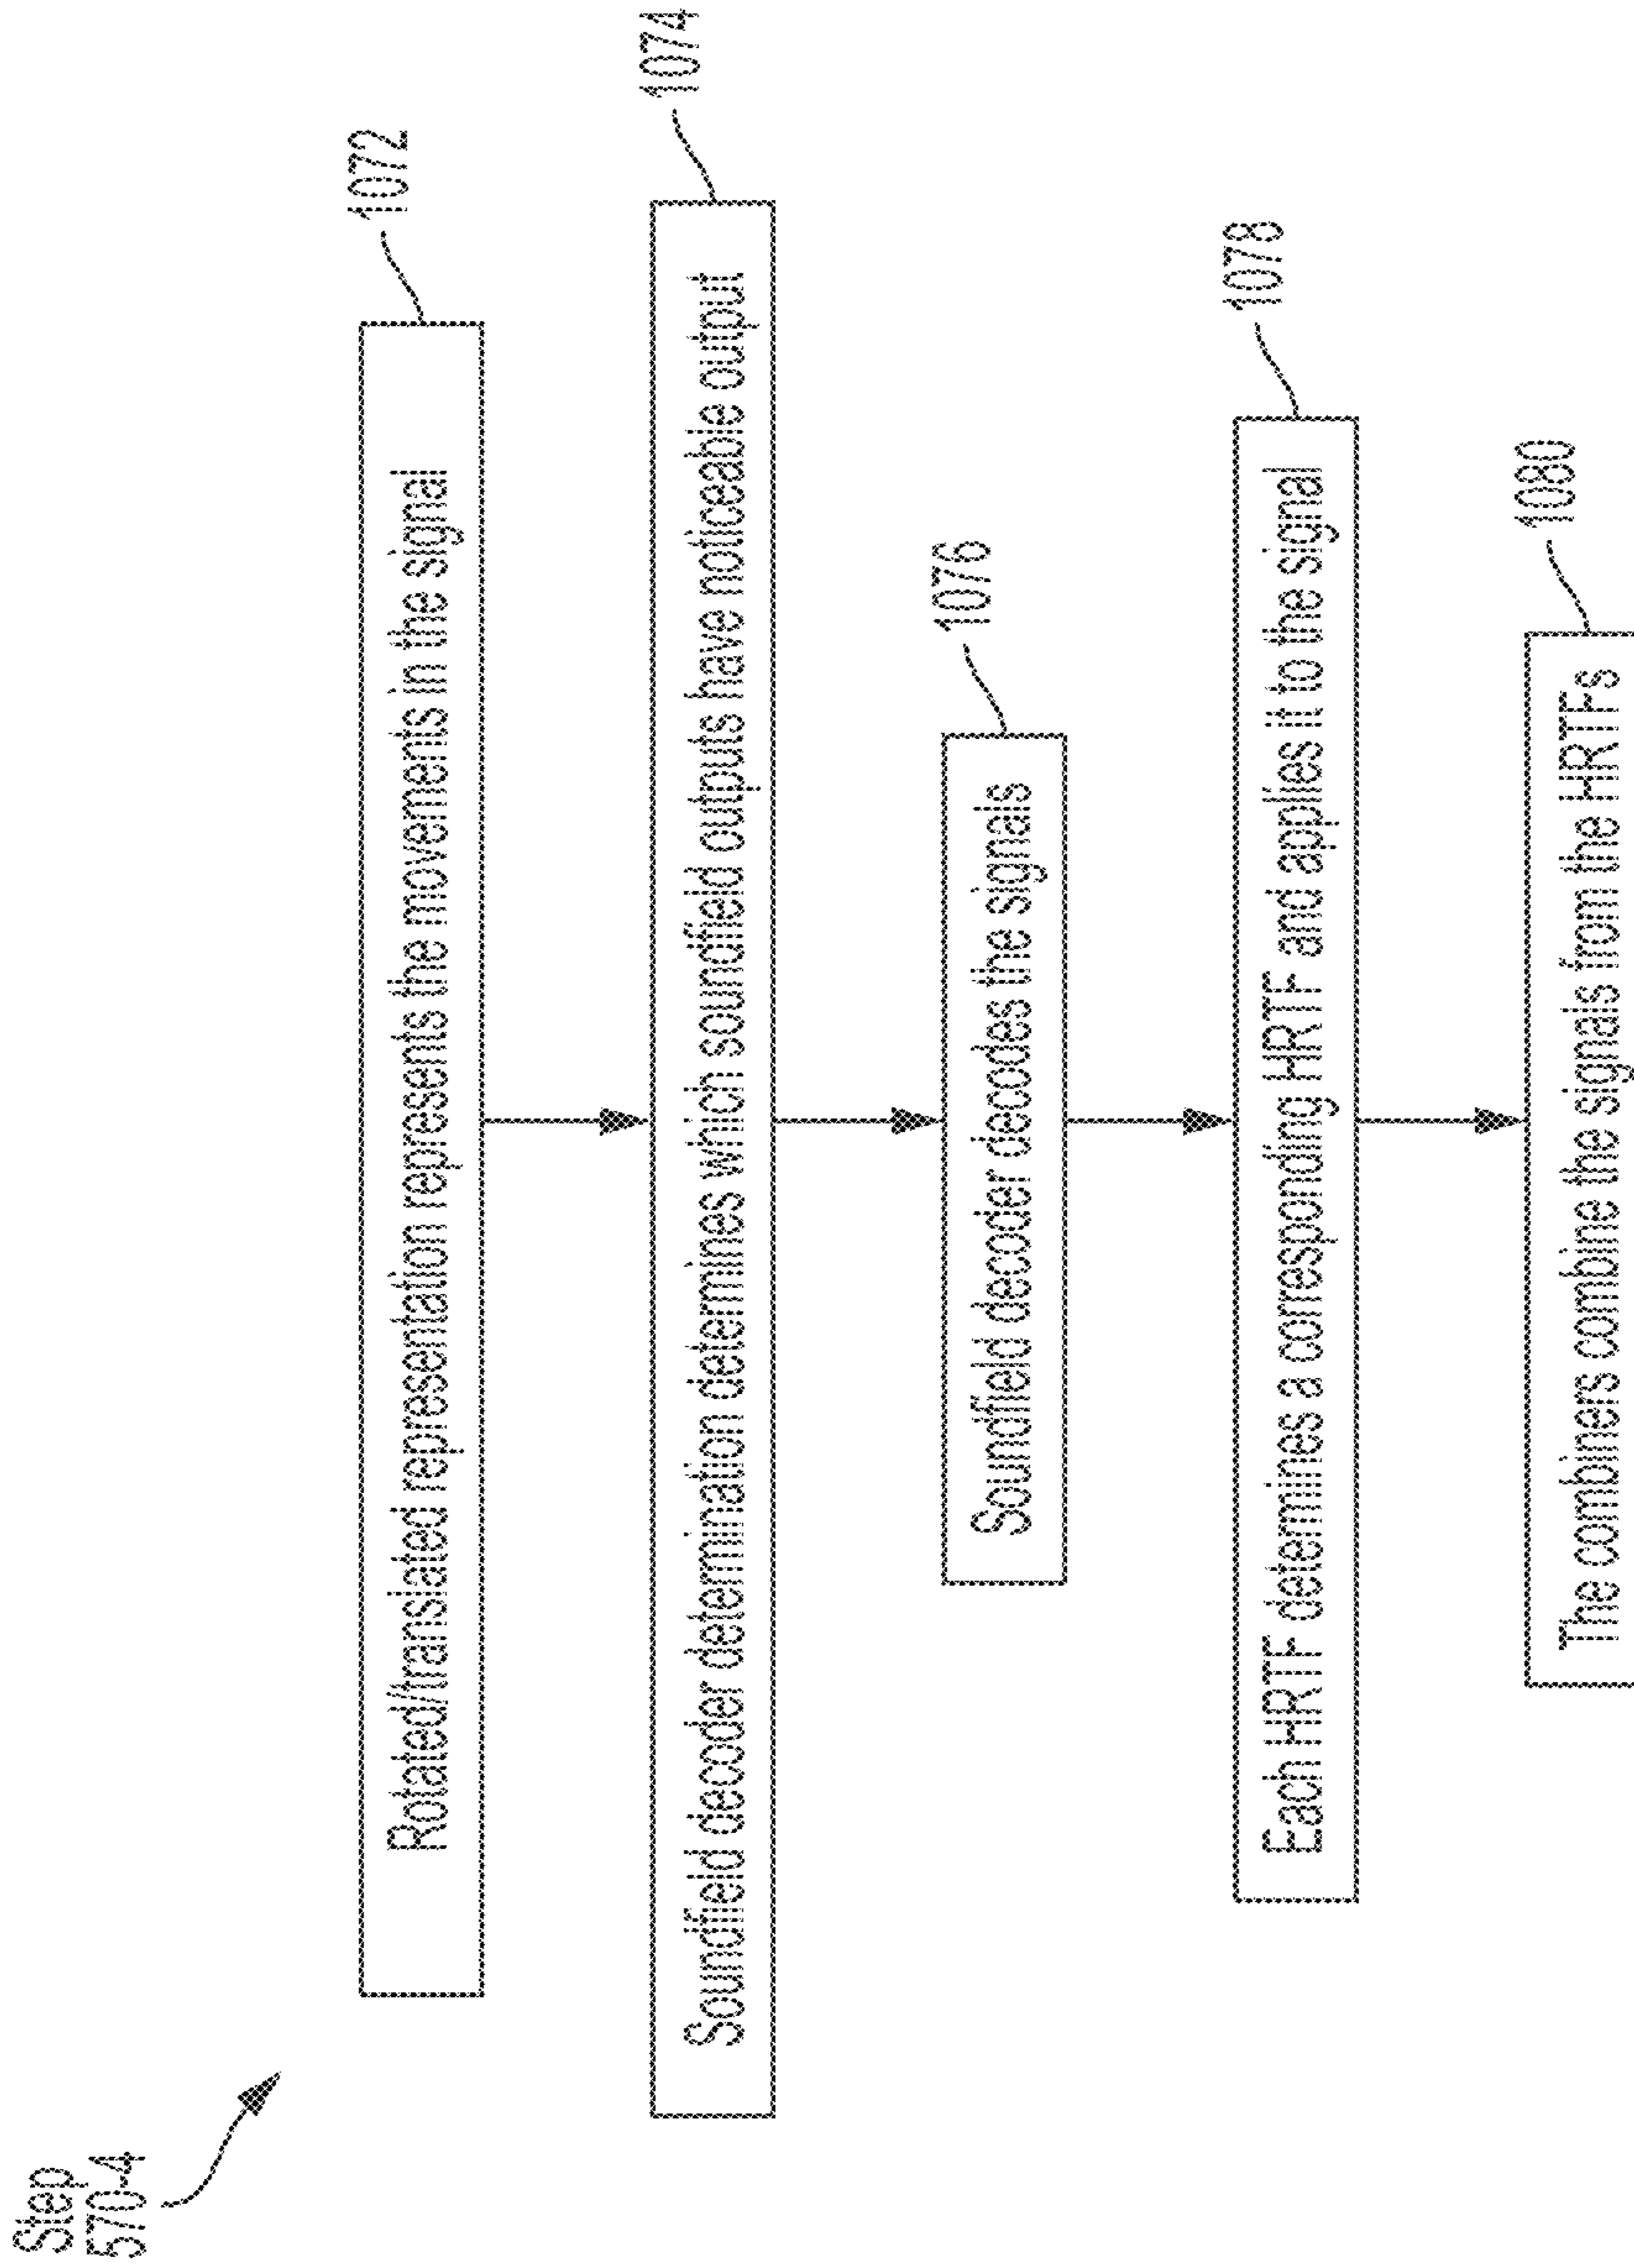 Step
570-4
1072
Rotated/translated representation represents the movements in the signal
1074
Soundfield decoder determination determines which soundfield outputs have noticeable output
1076
Soundfield decoder decodes the signals
1078
Each HRTF determines a corresponding HRTF and applies it to the signal
1080
The combiners combine the signals from the HRTFs